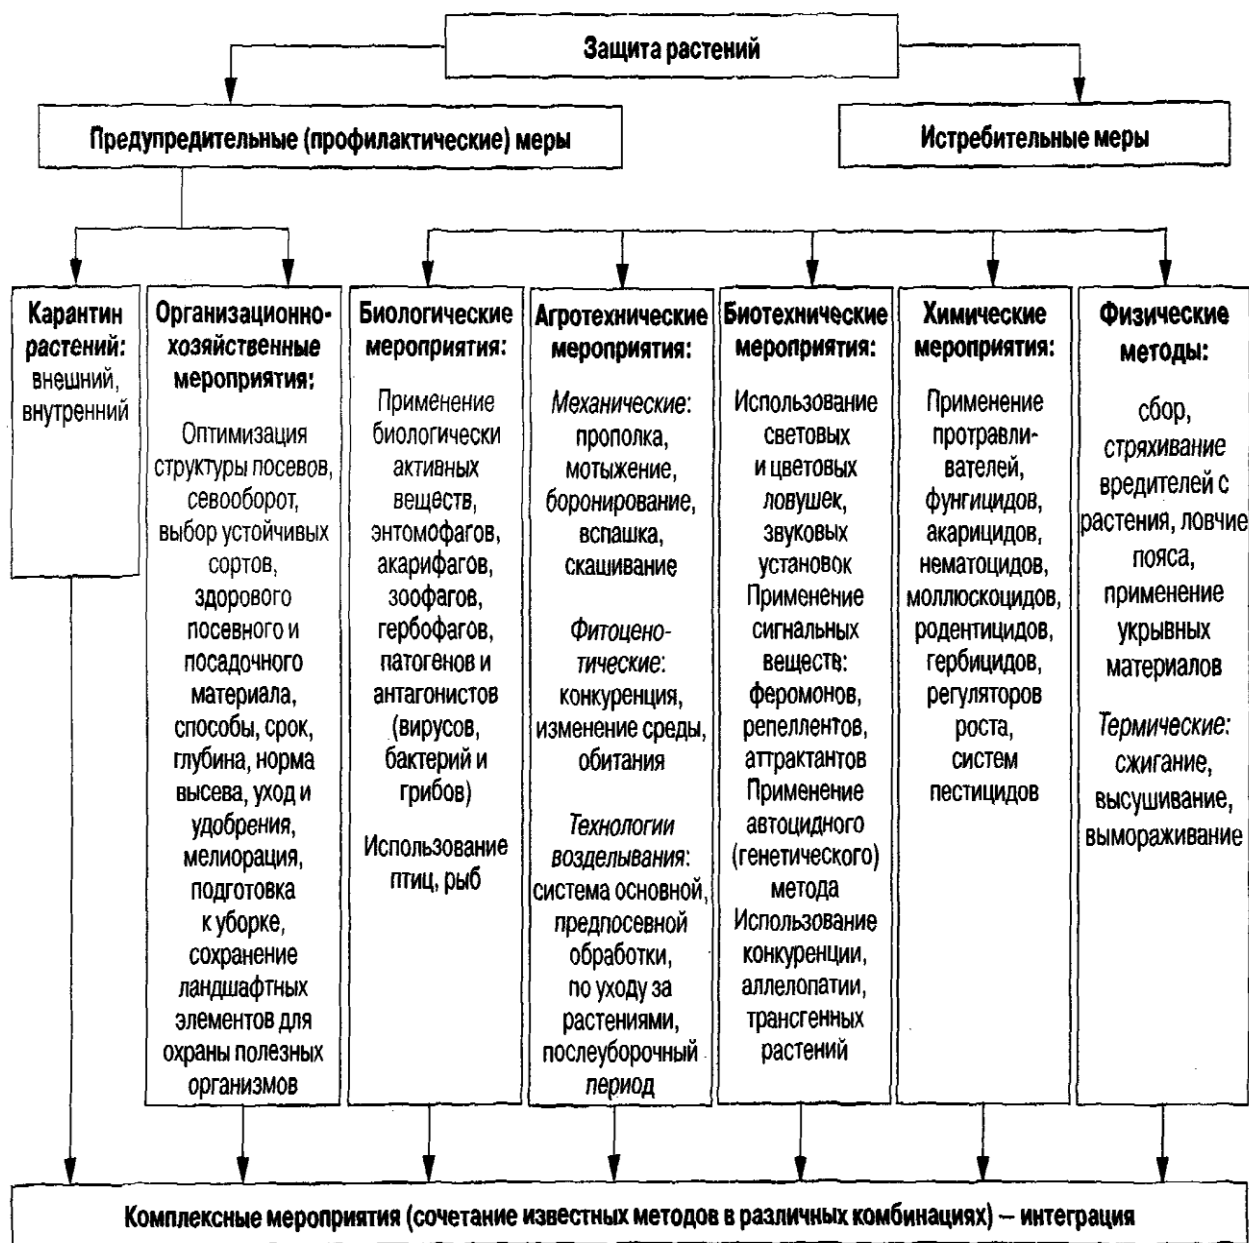 Защита растений
Предупредительные (профилактические) меры
Истребительные меры
Карантин
растений:
внешний,
внутренний
Организационно-
хозяйственные
мероприятия:
Оптимизация
структуры посевов,
севооборот,
выбор устойчивых
сортов,
здорового
посевного и
посадочного
материала,
способы, срок,
глубина, норма
высева, уход и
удобрения,
мелиорация,
подготовка
к уборке,
сохранение
ландшафтных
элементов для
охраны полезных
организмов
Биологические
мероприятия:
Применение
биологически
активных
веществ,
энтомофагов,
акарифагов,
зоофагов,
гербофагов,
патогенов и
антагонистов
(вирусов,
бактерий и
грибов)
Использование
птиц, рыб
Агротехнические
мероприятия:
Механические:
прополка,
мотыжение,
боронирование,
вспашка,
скашивание
Фитоцено-
тические:
конкуренция,
изменение среды,
обитания
Технологии
возделывания:
система основной,
предпосевной
обработки,
по уходу за
растениями,
послеуборочный
период
Биотехнические
мероприятия:
Использование
световых
и цветовых
ловушек,
звуковых
установок
Применение
сигнальных
веществ:
феромонов,
репеллентов,
аттрактантов
Применение
автоцидного
(генетического)
метода
Использование
конкуренции,
аллелопатии,
трансгенных
растений
Химические
мероприятия:
Применение
протравли-
вателей,
фунгицидов,
акарицидов,
нематоцидов,
моллюскоцидов,
родентицидов,
гербицидов,
регуляторов
роста,
систем
пестицидов
Физические
методы:
сбор,
стряхивание
вредителей с
растения, ловчие
пояса,
применение
укрывных
материалов
Термические:
сжигание,
высушивание,
вымораживание
Комплексные мероприятия (сочетание известных методов в различных комбинациях) – интеграция